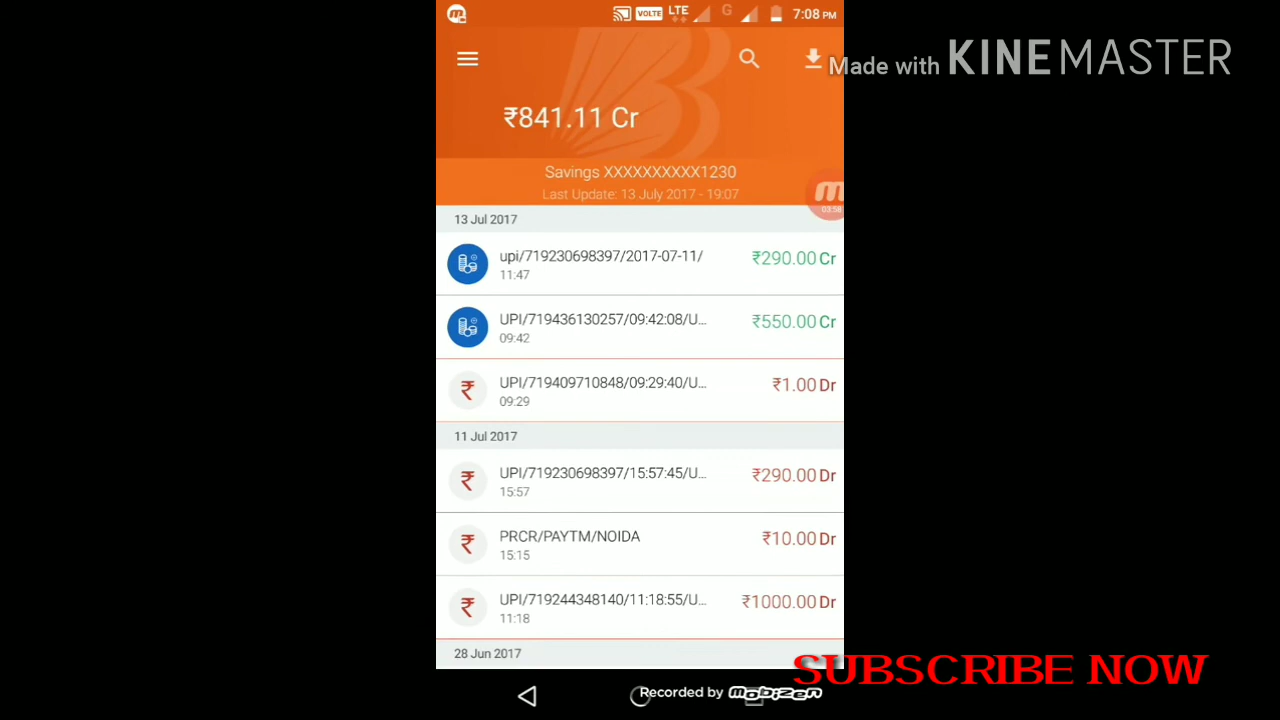 VOLTE LTE G 7:08 PM
Made with KINEMASTER
₹841.11 Cr
Savings XXXXXXXXXX1230
Last Update: 13 July 2017 - 19:07
03:58
13 Jul 2017
upi/719230698397/2017-07-11/ ₹290.00 Cr
11:47
UPI/719436130257/09:42:08/U... ₹550.00 Cr
09:42
UPI/719409710848/09:29:40/U... ₹1.00 Dr
09:29
11 Jul 2017
UPI/719230698397/15:57:45/U... ₹290.00 Dr
15:57
PRCR/PAYTM/NOIDA ₹10.00 Dr
15:15
UPI/719244348140/11:18:55/U... ₹1000.00 Dr
11:18
28 Jun 2017
SUBSCRIBE NOW
Recorded by mobizen